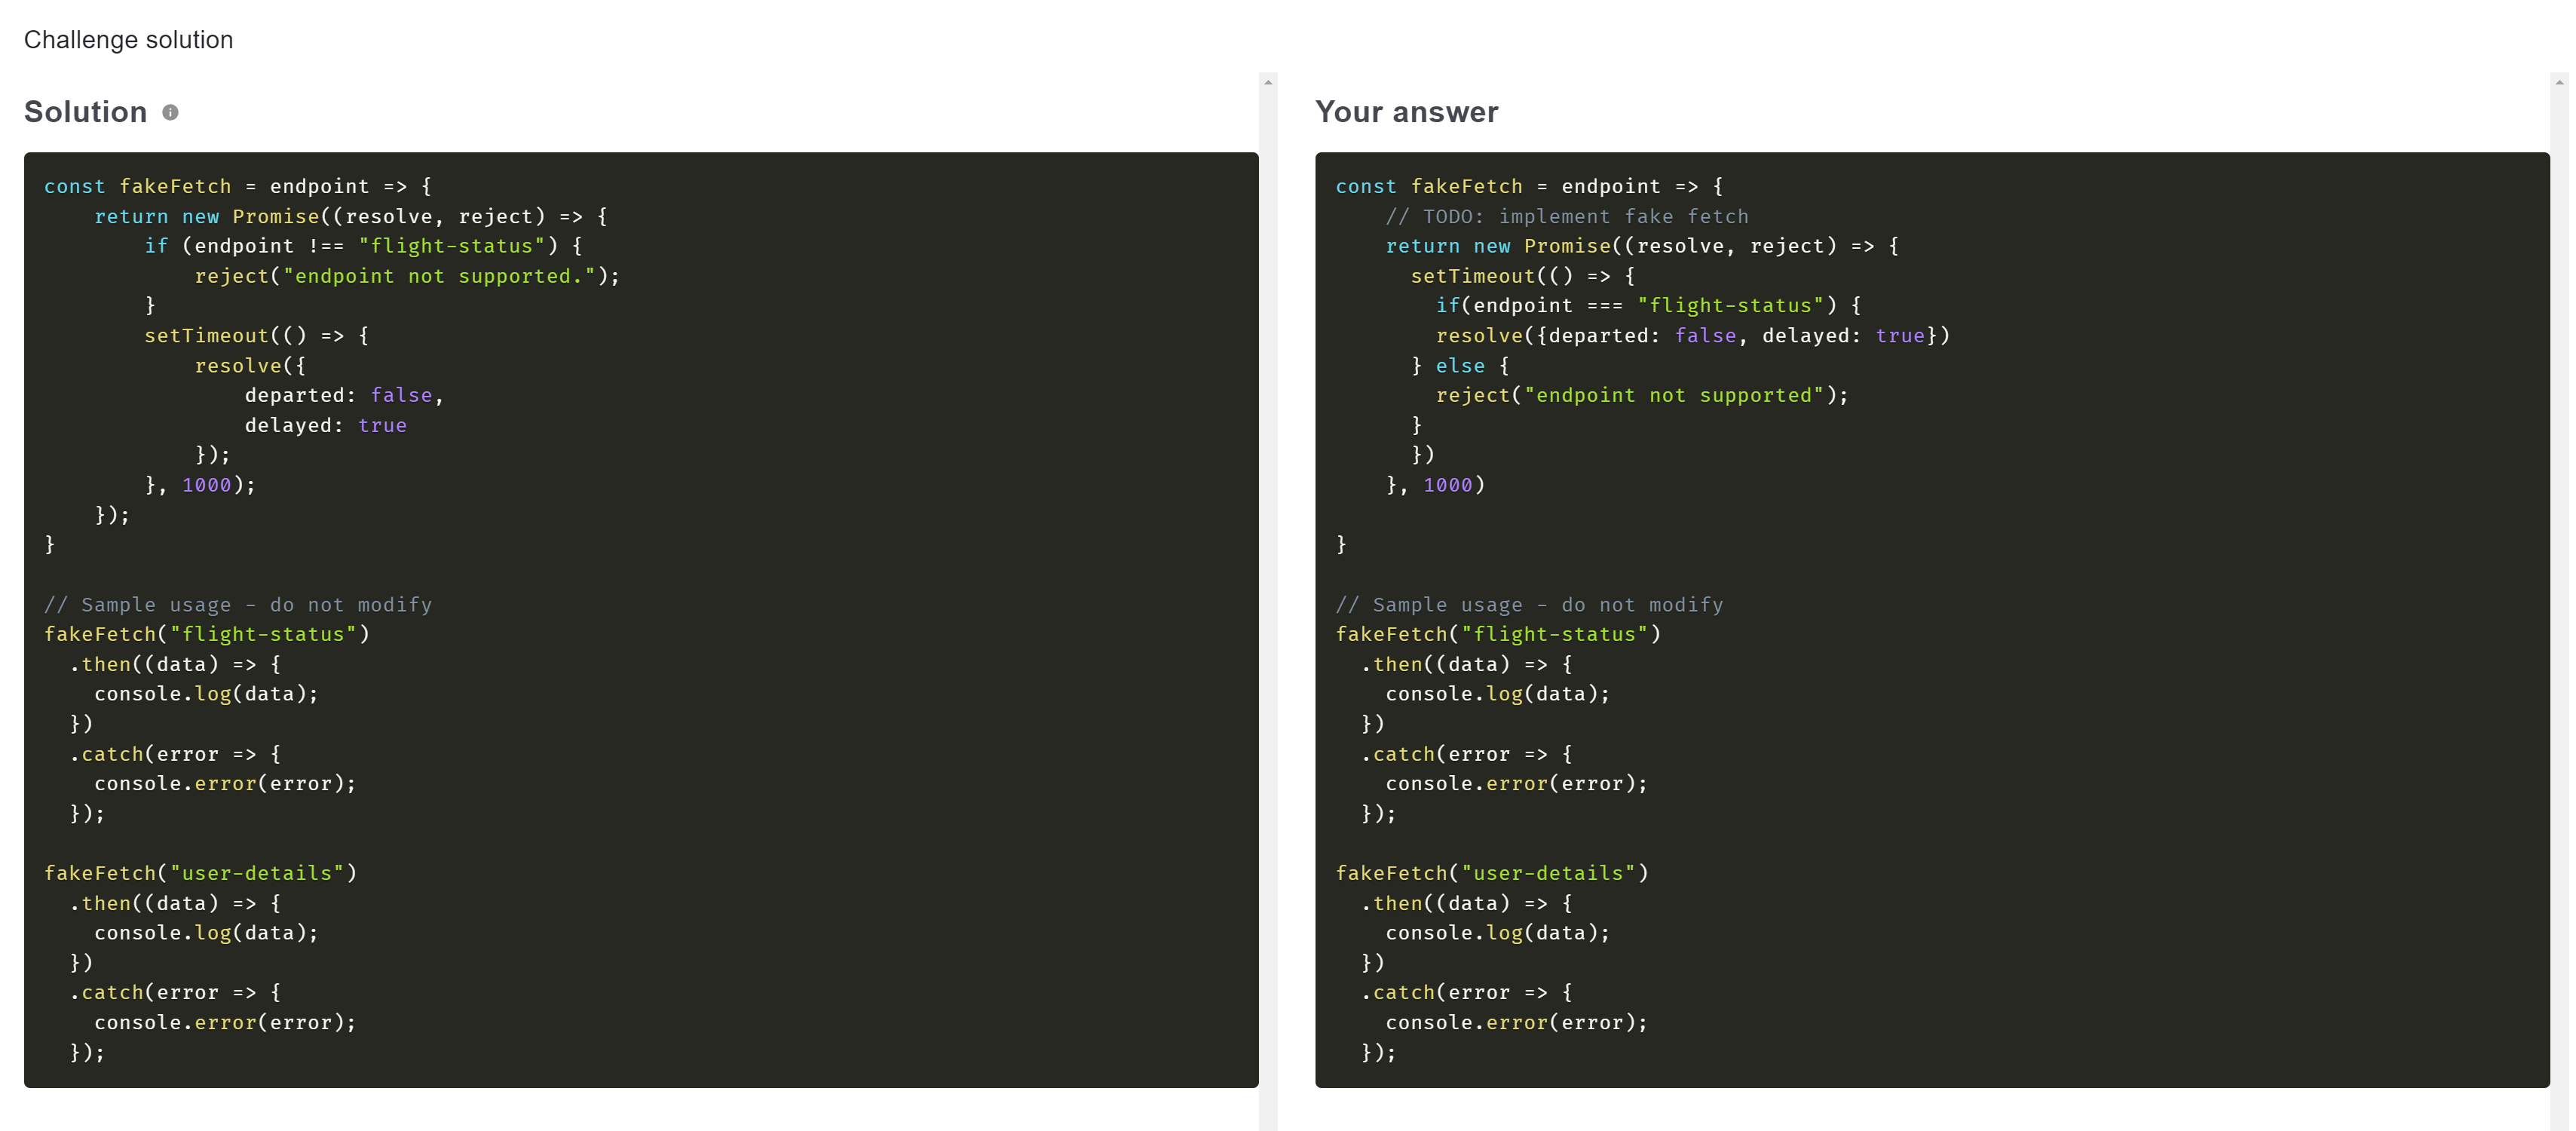 Challenge solution
Solution
const fakeFetch = endpoint => {
    return new Promise((resolve, reject) => {
        if (endpoint !== "flight-status") {
            reject("endpoint not supported.");
        }
        setTimeout(() => {
            resolve({
                departed: false,
                delayed: true
            });
        }, 1000);
    });
}

// Sample usage - do not modify
fakeFetch("flight-status")
  .then((data) => {
    console.log(data);
  })
  .catch(error => {
    console.error(error);
  });

fakeFetch("user-details")
  .then((data) => {
    console.log(data);
  })
  .catch(error => {
    console.error(error);
  });
Your answer
const fakeFetch = endpoint => {
    // TODO: implement fake fetch
    return new Promise((resolve, reject) => {
      setTimeout(() => {
        if(endpoint === "flight-status") {
        resolve({departed: false, delayed: true})
      } else {
        reject("endpoint not supported");
      }
      })
    }, 1000)

}

// Sample usage - do not modify
fakeFetch("flight-status")
  .then((data) => {
    console.log(data);
  })
  .catch(error => {
    console.error(error);
  });

fakeFetch("user-details")
  .then((data) => {
    console.log(data);
  })
  .catch(error => {
    console.error(error);
  });